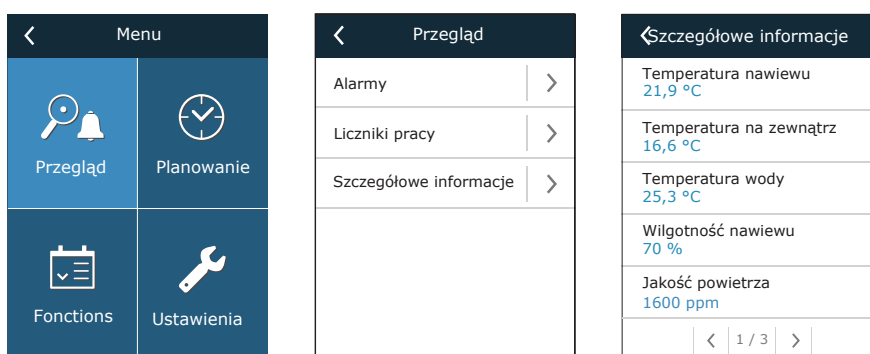 Menu
Przegląd
Planowanie
Fonctions
Ustawienia
Przegląd
Alarmy
Liczniki pracy
Szczegółowe informacje
Szczegółowe informacje
Temperatura nawiewu
21,9 °C
Temperatura na zewnątrz
16,6 °C
Temperatura wody
25,3 °C
Wilgotność nawiewu
70 %
Jakość powietrza
1600 ppm
1 / 3